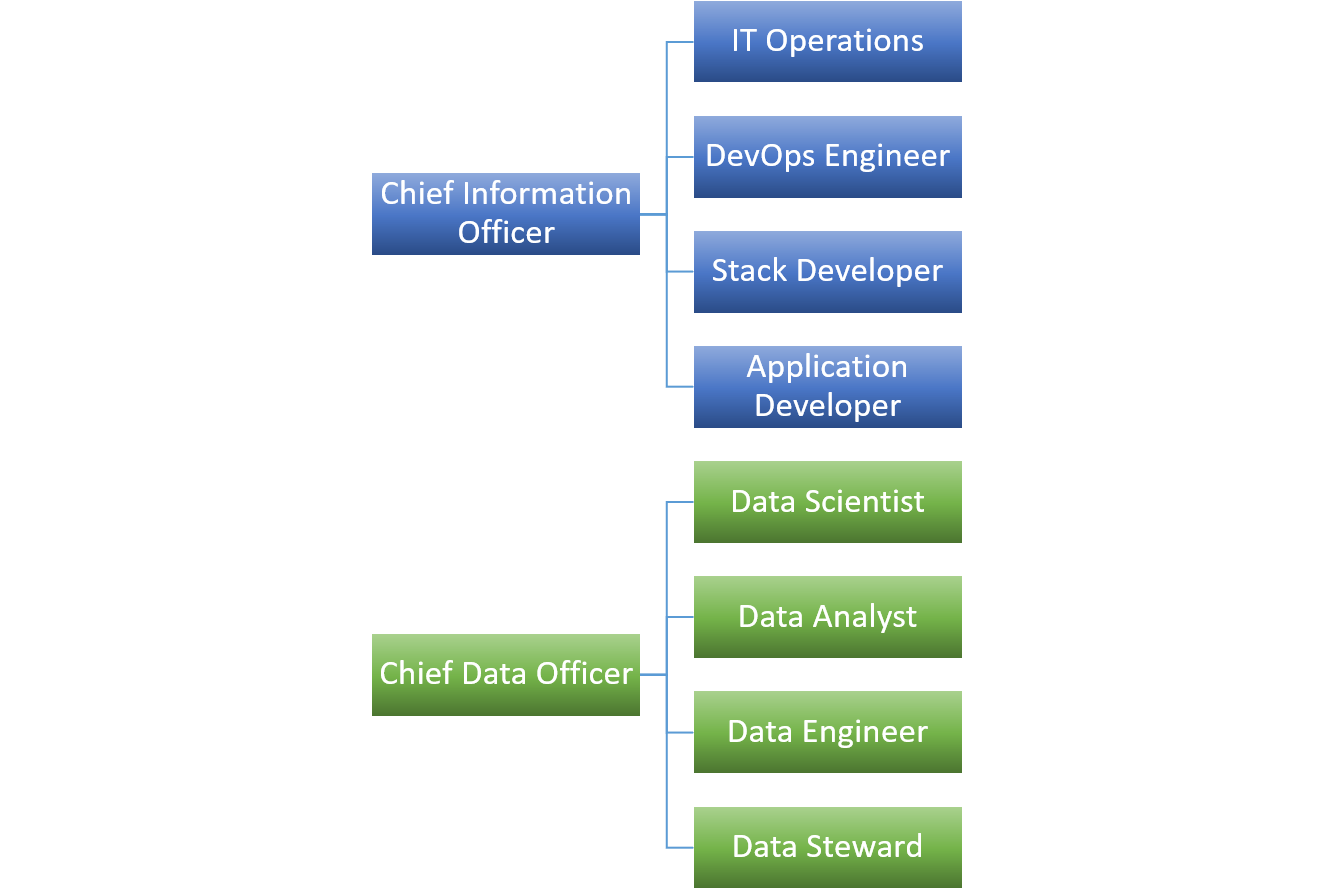 IT Operations
DevOps Engineer
Chief Information
Officer
Stack Developer
Application
Developer
Data Scientist
Data Analyst
Chief Data Officer
Data Engineer
Data Steward